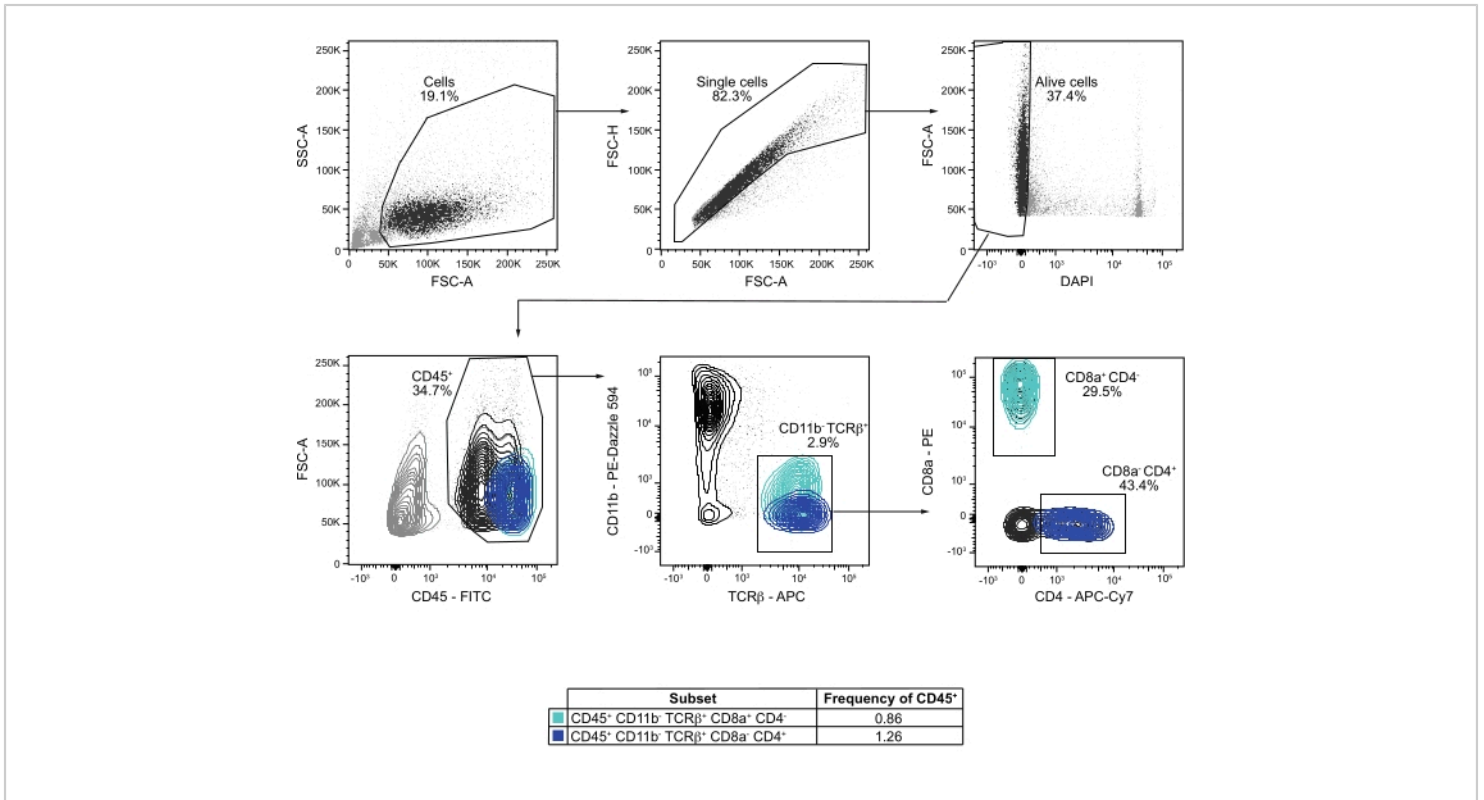 250K
200K
150K
100K
50K
0
SSC-A
Cells
19.1%
0 50K 100K 150K 200K 250K
FSC-A
250K
200K
150K
100K
50K
0
FSC-H
Single cells
82.3%
0 50K 100K 150K 200K 250K
FSC-A
250K
200K
150K
100K
50K
0
FSC-A
Alive cells
37.4%
-10³ 0 10³ 10⁴ 10⁵
DAPI
250K
200K
150K
100K
50K
0
FSC-A
CD45⁺
34.7%
-10³ 0 10³ 10⁴ 10⁵
CD45 - FITC
10⁵
10⁴
10³
0
-10³
CD11b - PE-Dazzle 594
CD11b⁻ TCRβ⁺
2.9%
-10³ 0 10³ 10⁴ 10⁵
TCRβ - APC
10⁵
10⁴
10³
0
-10³
CD8a - PE
CD8a⁺ CD4⁻
29.5%
CD8a⁻ CD4⁺
43.4%
-10³ 0 10³ 10⁴ 10⁵
CD4 - APC-Cy7
Subset Frequency of CD45⁺
CD45⁺ CD11b⁻ TCRβ⁺ CD8a⁺ CD4⁻ 0.86
CD45⁺ CD11b⁻ TCRβ⁺ CD8a⁻ CD4⁺ 1.26